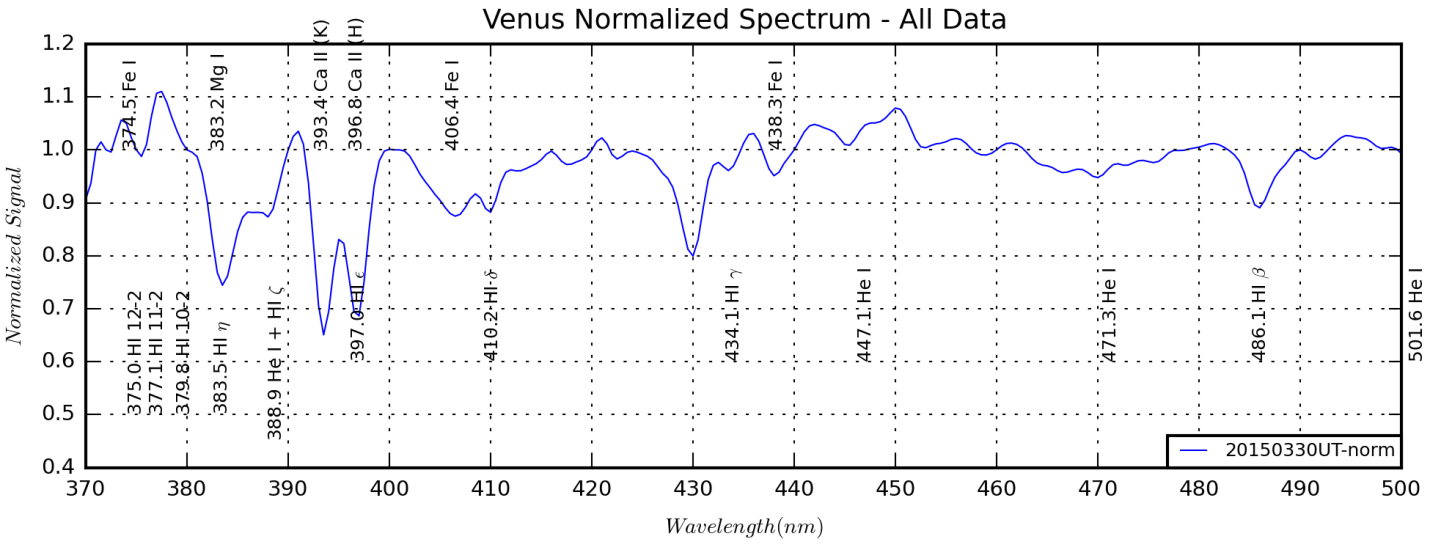 Venus Normalized Spectrum - All Data
1.2
1.1
1.0
0.9
0.8
0.7
0.6
0.5
0.4
Normalized Signal
374.5 Fe I
383.2 Mg I
393.4 Ca II (K)
396.8 Ca II (H)
406.4 Fe I
438.3 Fe I
375.0 HI 12-2
377.1 HI 11-2
379.8 HI 10-2
383.5 HI η
388.9 He I + HI ζ
397.0 HI ϵ
410.2 HI δ
434.1 HI γ
447.1 He I
471.3 He I
486.1 HI β
501.6 He I
20150330UT-norm
370 380 390 400 410 420 430 440 450 460 470 480 490 500
Wavelength(nm)